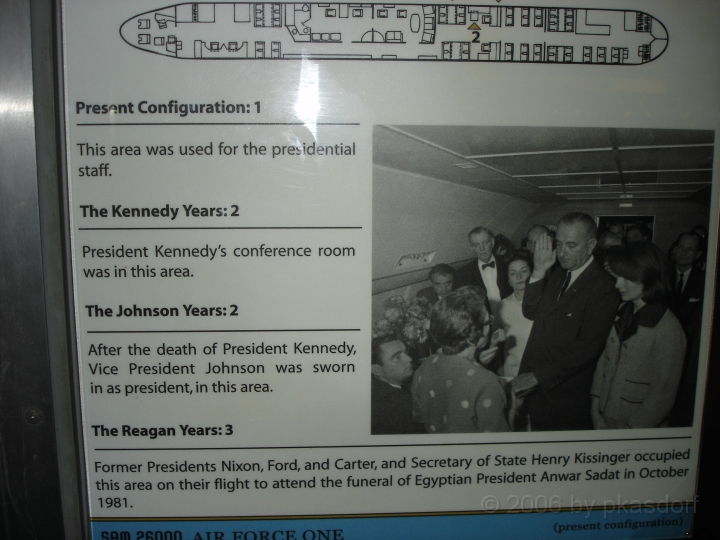 2
Present Configuration: 1
This area was used for the presidential
staff.
The Kennedy Years: 2
President Kennedy's conference room
was in this area.
The Johnson Years: 2
After the death of President Kennedy,
Vice President Johnson was sworn
in as president, in this area.
The Reagan Years: 3
Former Presidents Nixon, Ford, and Carter, and Secretary of State Henry Kissinger occupied
this area on their flight to attend the funeral of Egyptian President Anwar Sadat in October
1981.
© 2006 by pkasdorf
(present configuration)
SAM 26000 AIR FORCE ONE